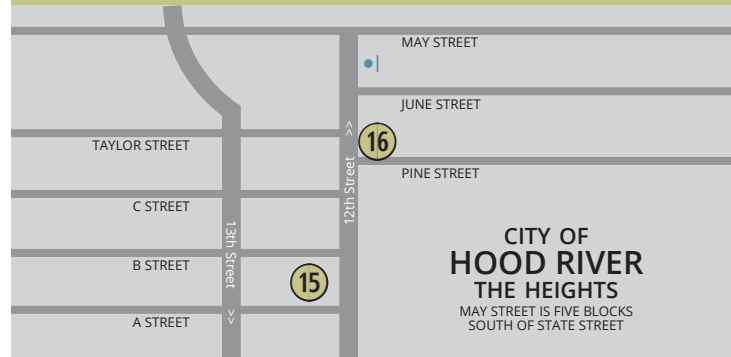 MAY STREET
JUNE STREET
>>
16
TAYLOR STREET
12th Street
PINE STREET
C STREET
13th Street
CITY OF
HOOD RIVER
THE HEIGHTS
MAY STREET IS FIVE BLOCKS
SOUTH OF STATE STREET
B STREET
15
A STREET
>>